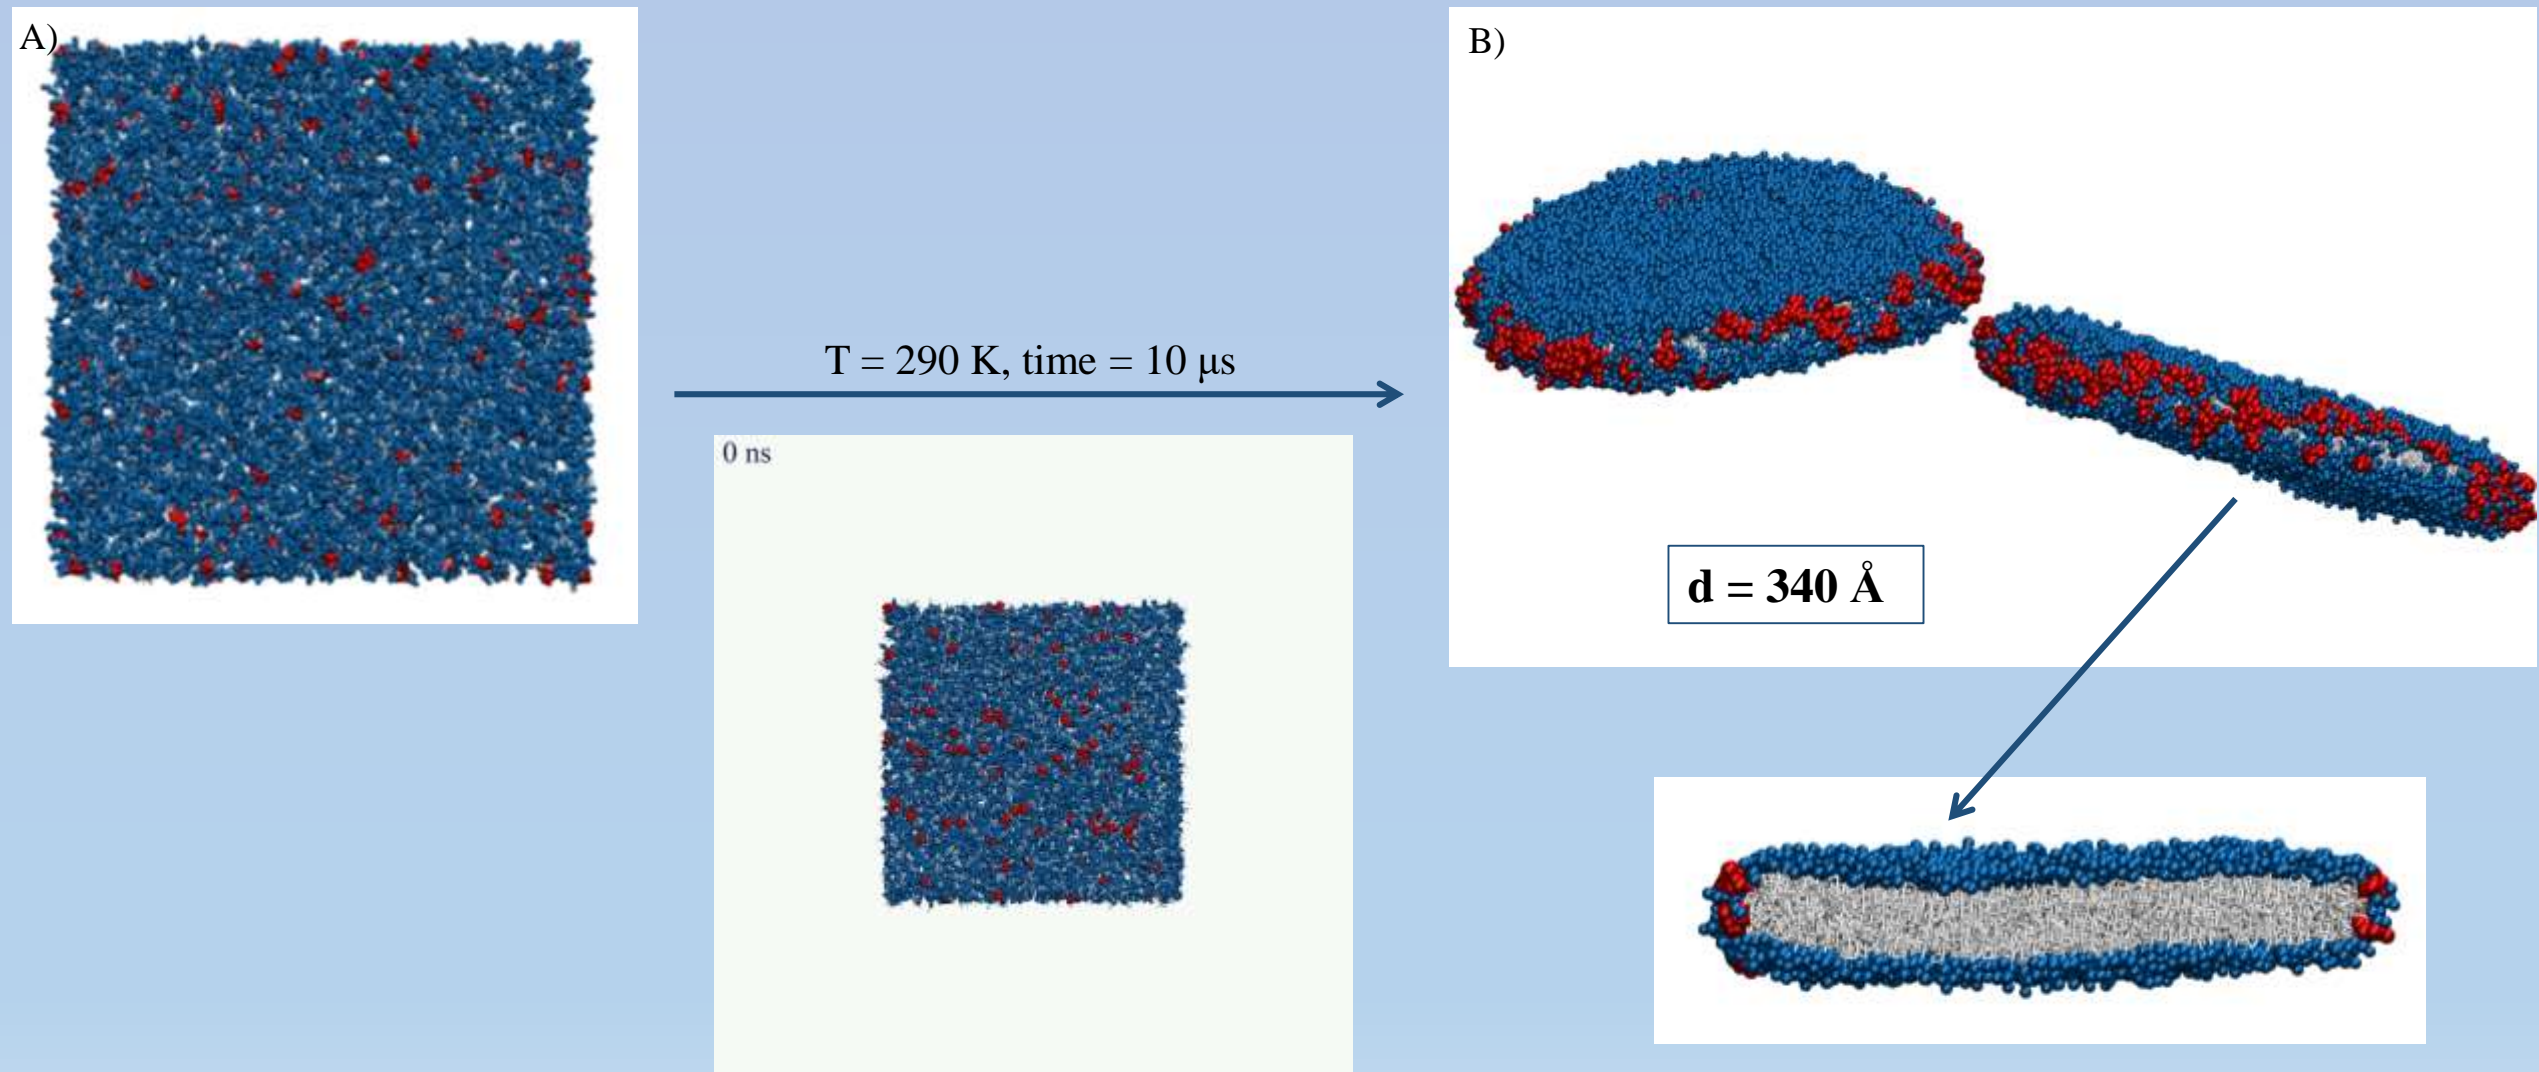 A)
B)
T = 290 K, time = 10 μs
0 ns
d = 340 Å